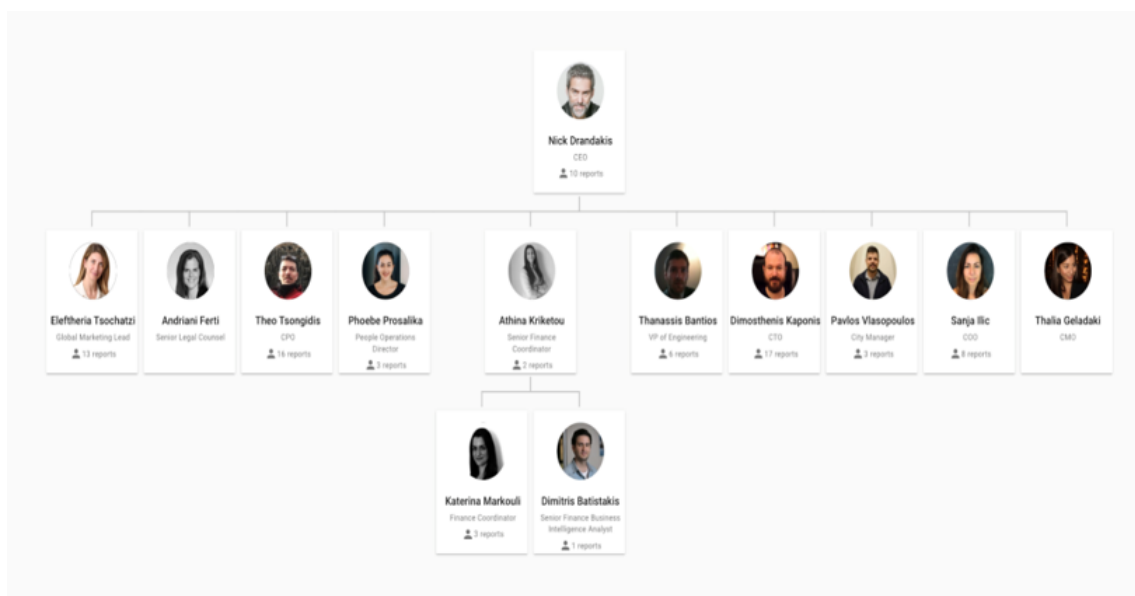 Nick Drandakis
CEO
10 reports
Eleftheria Tsochatzi
Global Marketing Lead
13 reports
Andriani Ferti
Senior Legal Counsel
Theo Tsongidis
CPO
16 reports
Phoebe Prosalika
People Operations
Director
3 reports
Athina Kriketou
Senior Finance
Coordinator
2 reports
Thanassis Bantios
VP of Engineering
6 reports
Dimosthenis Kaponis
CTO
17 reports
Pavlos Vlasopoulos
City Manager
3 reports
Sanja Ilic
COO
8 reports
Thalia Geladaki
CMO
Katerina Markouli
Finance Coordinator
3 reports
Dimitris Batistakis
Senior Finance Business
Intelligence Analyst
1 reports